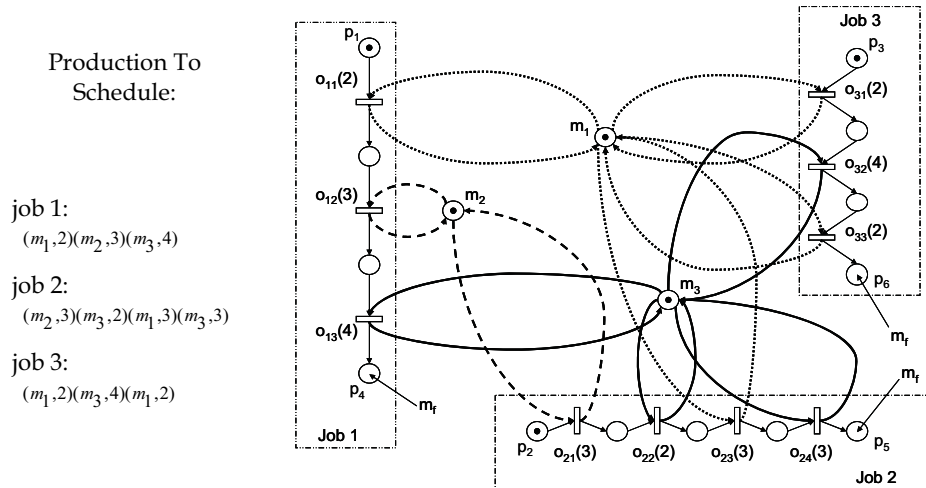 Production To
Schedule:
job 1:
(m1,2)(m2,3)(m3,4)
job 2:
(m2,3)(m3,2)(m1,3)(m3,3)
job 3:
(m1,2)(m3,4)(m1,2)
p1
o11(2)
o12(3)
m2
o13(4)
p4
mf
Job 1
m1
m3
Job 3
p3
o31(2)
o32(4)
o33(2)
p6
mf
mf
p2
o21(3)
o22(2)
o23(3)
o24(3)
p5
Job 2